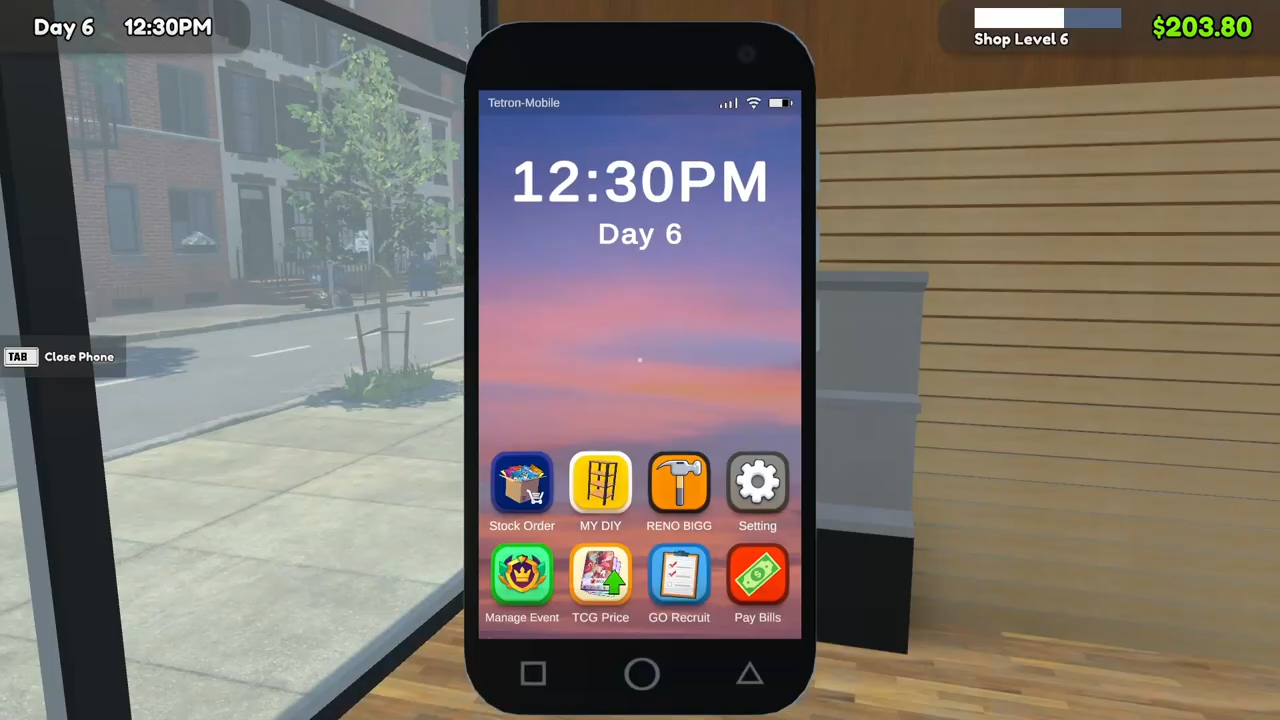 Day 6 12:30PM
Shop Level 6
$203.80
Tetron-Mobile
12:30PM
Day 6
TAB Close Phone
Stock Order MY DIY RENO BIGG Setting
Manage Event TCG Price GO Recruit Pay Bills